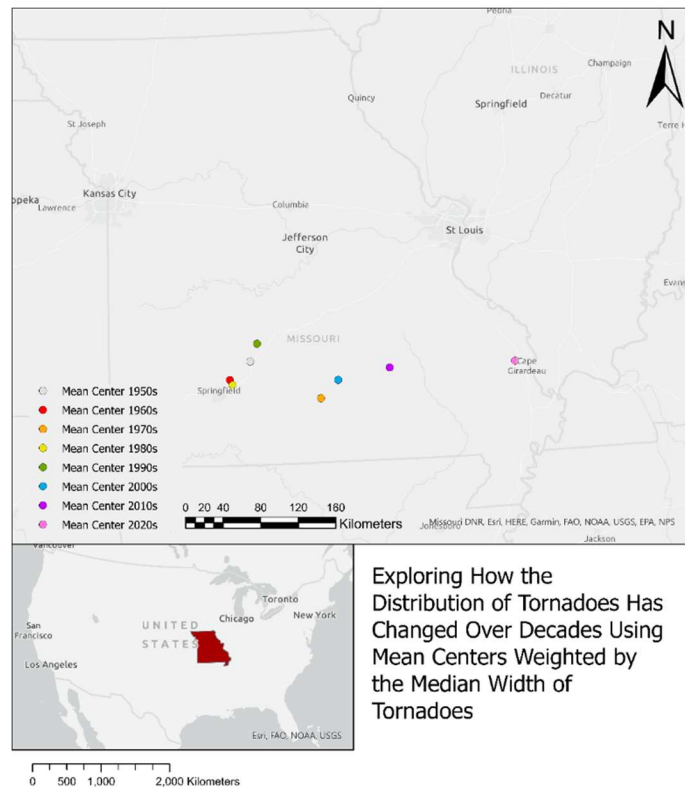 Peoria
N
ILLINOIS
Champaign
Quincy
Decatur
Springfield
St Joseph
Terre H
Kansas City
opeka
Lawrence
Columbia
St Louis
Jefferson
City
Evans
MISSOURI
Cape
Girardeau
Springfield
Mean Center 1950s
Mean Center 1960s
Mean Center 1970s
Mean Center 1980s
Mean Center 1990s
Mean Center 2000s
Mean Center 2010s
Mean Center 2020s
0 20 40 80 120 160
Kilometers
Jonesboro
Missouri DNR, Esri, HERE, Garmin, FAO, NOAA, USGS, EPA, NPS
Jackson
Vancouver
Toronto
Chicago
New York
UNITED
STATES
San
Francisco
Los Angeles
Esri, FAO, NOAA, USGS
Exploring How the
Distribution of Tornadoes Has
Changed Over Decades Using
Mean Centers Weighted by
the Median Width of
Tornadoes
0 500 1,000 2,000 Kilometers